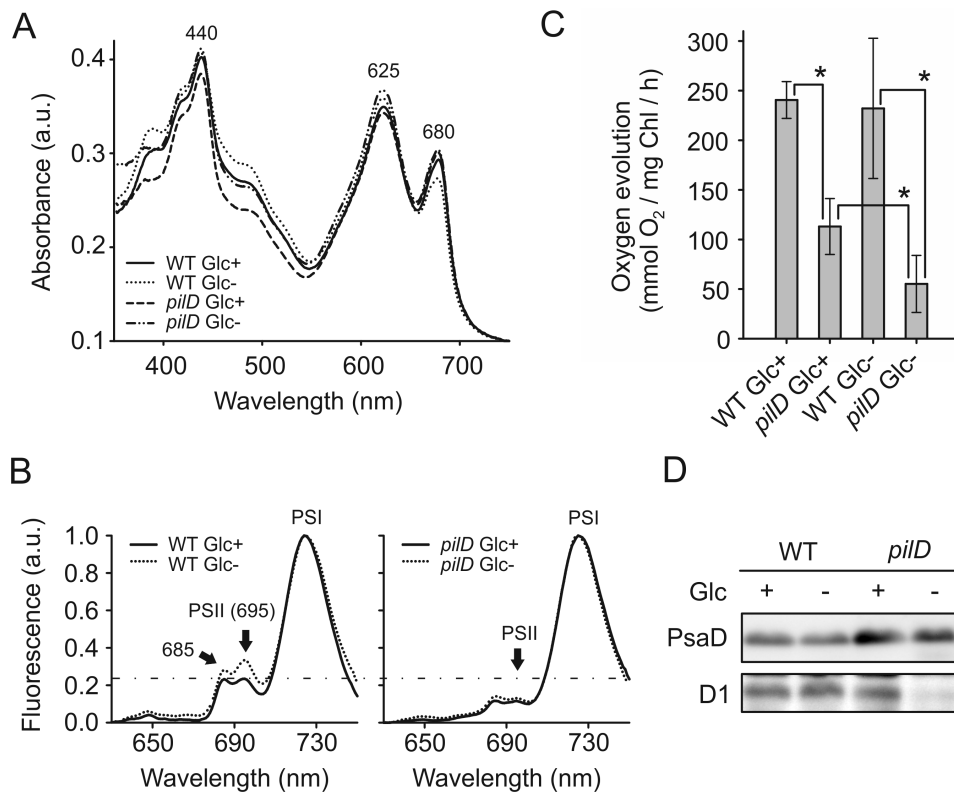 A
Absorbance (a.u.)
0.4
0.3
0.2
0.1
440
625
680
WT Glc+
WT Glc-
pilD Glc+
pilD Glc-
400
500
600
700
Wavelength (nm)
C
Oxygen evolution
(mmol O₂ / mg Chl / h)
300
250
200
150
100
50
0
*
*
*
WT Glc+
pilD Glc+
WT Glc-
pilD Glc-
B
Fluorescence (a.u.)
1.0
0.8
0.6
0.4
0.2
0.0
WT Glc+
WT Glc-
PSI
PSII (695)
685
650
690
730
Wavelength (nm)
pilD Glc+
pilD Glc-
PSI
PSII
650
690
730
Wavelength (nm)
D
WT pilD
Glc + - + -
PsaD
D1